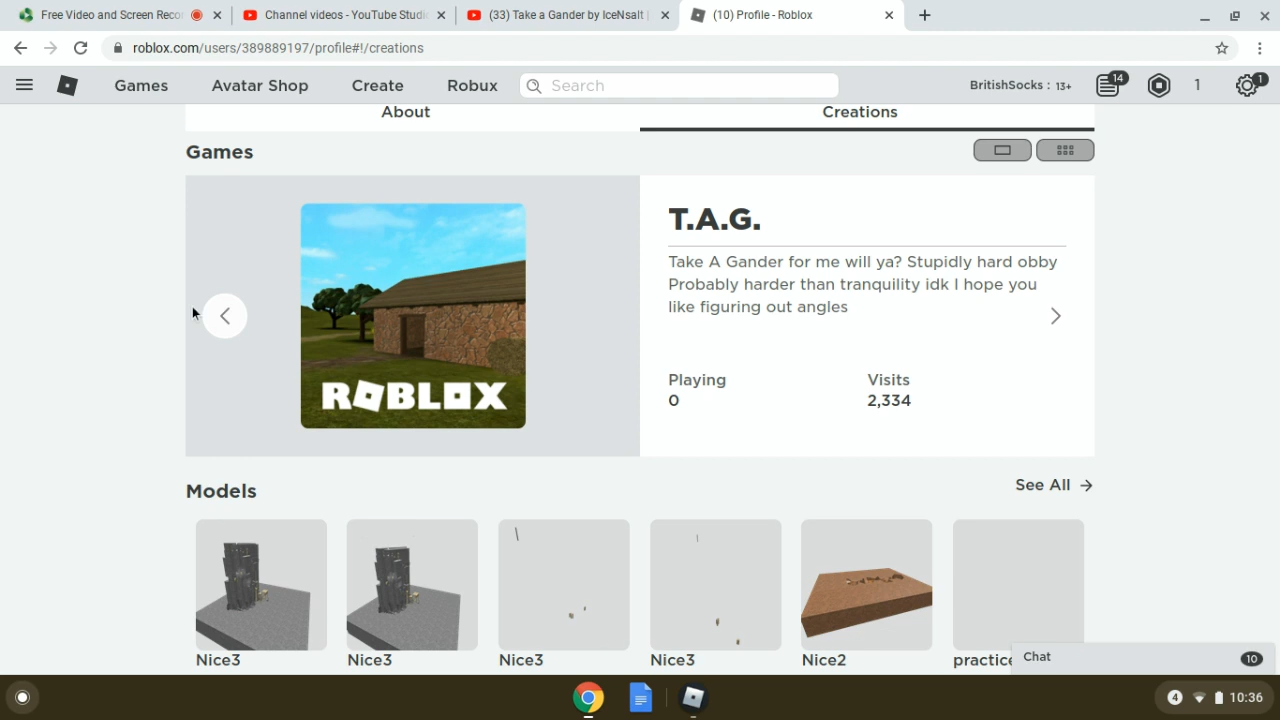 Free Video and Screen Reco
Channel videos - YouTube Studi
(33) Take a Gander by IceNsalt |
(10) Profile - Roblox
roblox.com/users/389889197/profile#!/creations
Games
Avatar Shop
Create
Robux
Search
BritishSocks : 13+
14
1
1
About
Creations
Games
ROBLOX
T.A.G.
Take A Gander for me will ya? Stupidly hard obby
Probably harder than tranquility idk I hope you
like figuring out angles
Playing
Visits
0
2,334
Models
See All
Nice3
Nice3
Nice3
Nice3
Nice2
practice
Chat
10
4
10:36